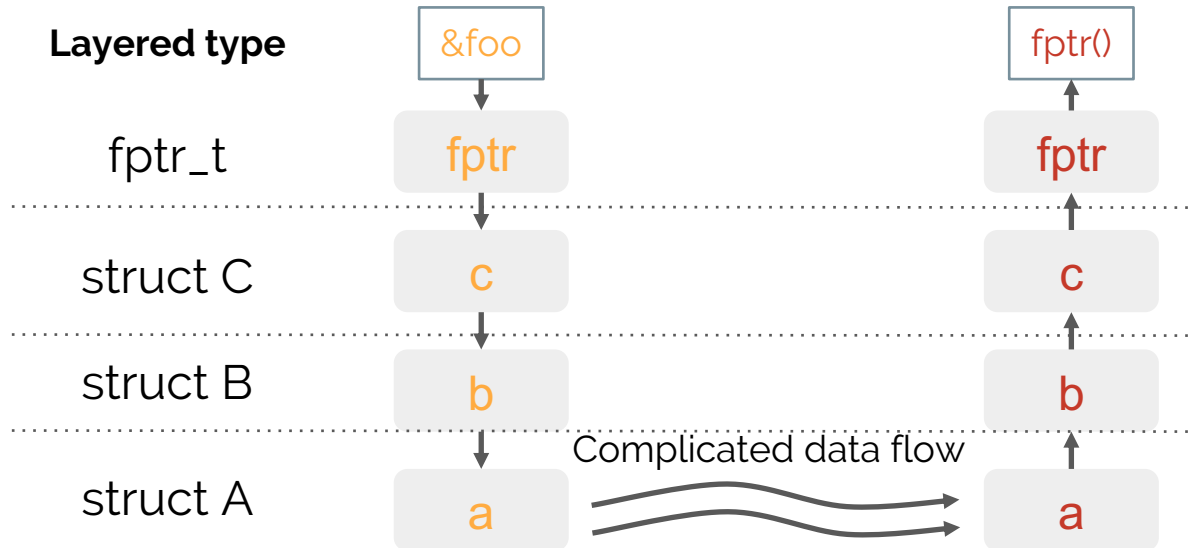 Layered type &foo fptr()
fptr_t fptr fptr
struct C c c
struct B b b
Complicated data flow
struct A a a